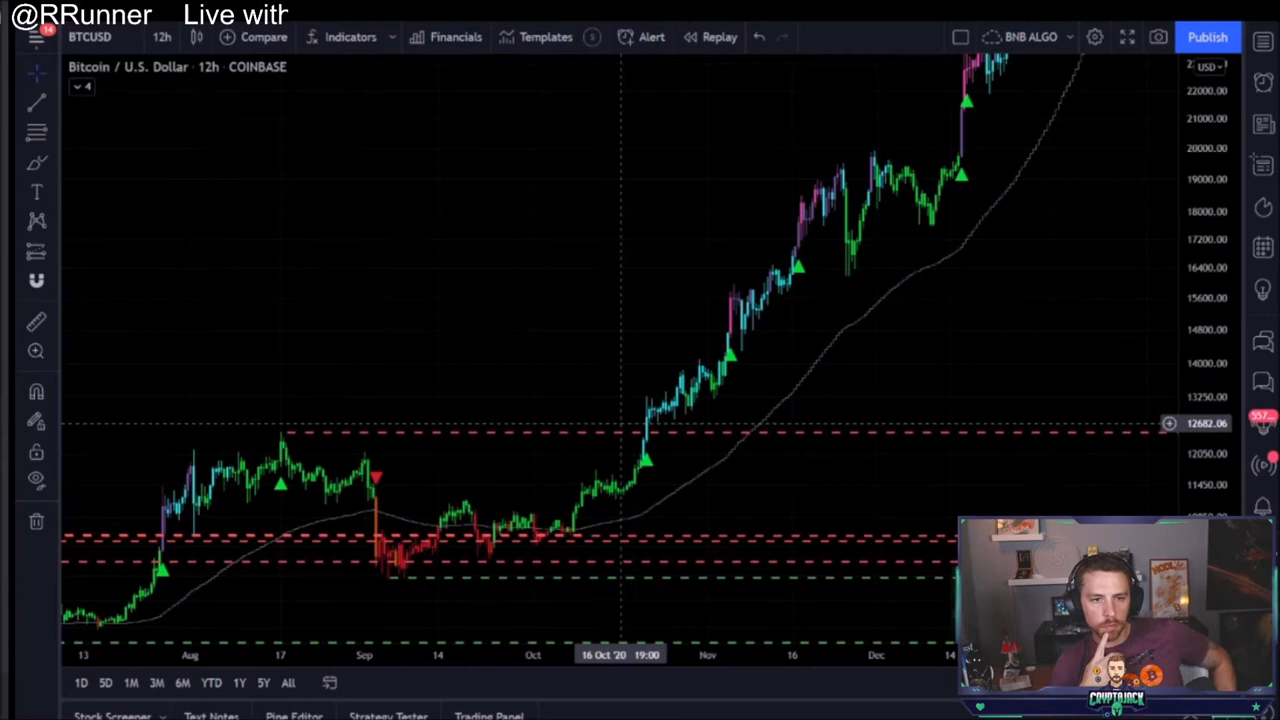 @RRunner Live with
14
BTCUSD 12h Compare Indicators Financials Templates S Alert Replay BNB ALGO Publish
Bitcoin / U.S. Dollar · 12h · COINBASE
4
USD
22000.00
21000.00
20000.00
19000.00
18000.00
17200.00
16400.00
15600.00
14800.00
14000.00
13250.00
12682.06
557...
12050.00
11450.00
HODL
13 Aug 17 Sep 14 Oct 16 Oct '20 19:00 Nov 16 Dec 14
1D 5D 1M 3M 6M YTD 1Y 5Y All
CRYPTOJACK
Stock Screener Text Notes Pine Editor Strategy Tester Trading Panel